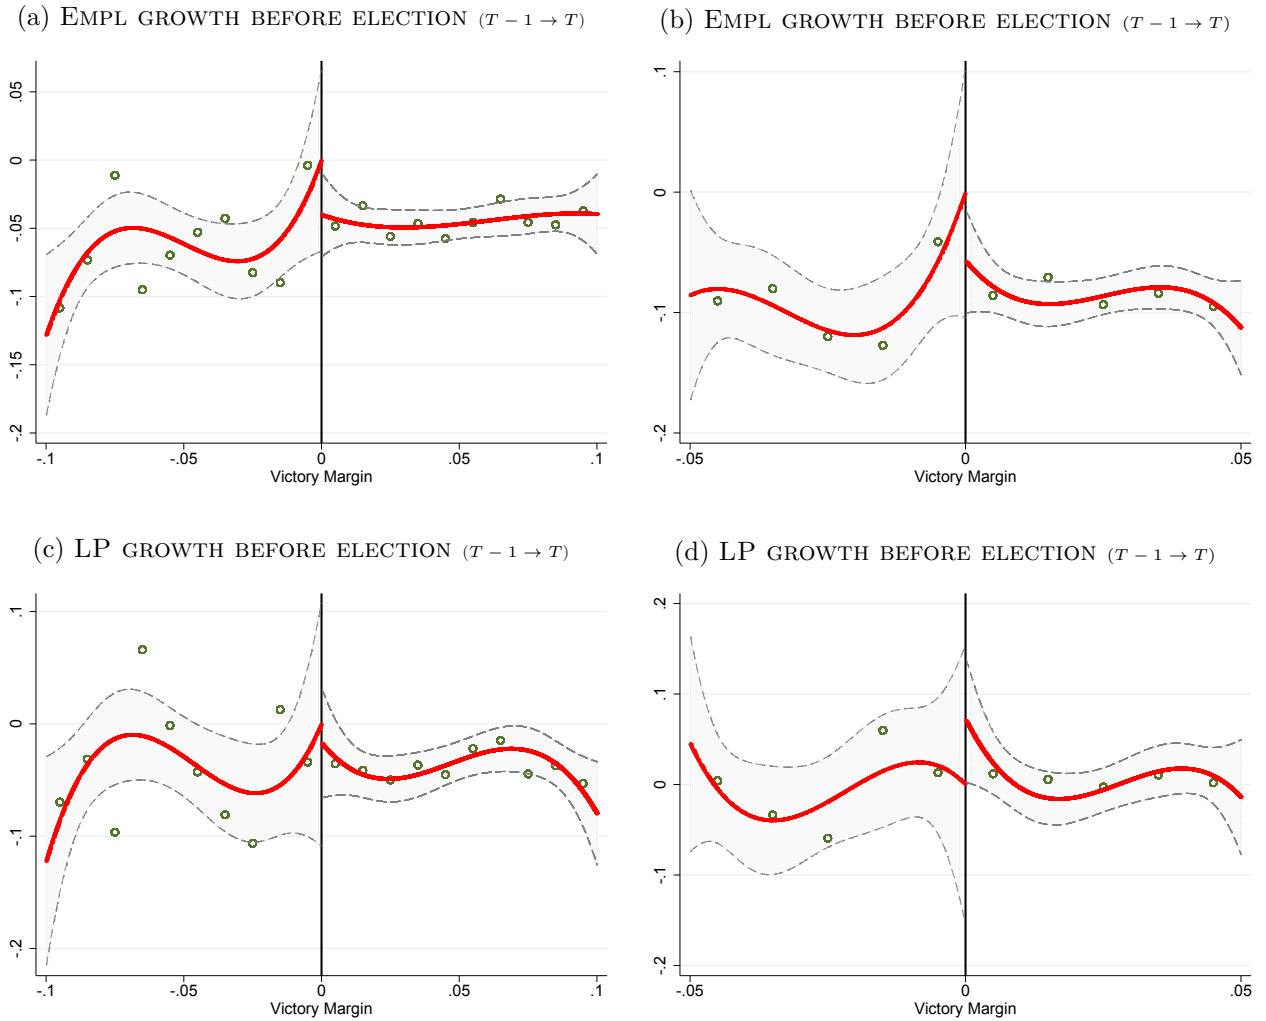 (a) EMPL GROWTH BEFORE ELECTION (T − 1 → T)
.05
0
-.05
-.1
-.15
-.2
-.1 -.05 0 .05 .1
Victory Margin
(b) EMPL GROWTH BEFORE ELECTION (T − 1 → T)
.1
0
-.1
-.2
-.05 0 .05
Victory Margin
(c) LP GROWTH BEFORE ELECTION (T − 1 → T)
.1
0
-.1
-.2
-.1 -.05 0 .05 .1
Victory Margin
(d) LP GROWTH BEFORE ELECTION (T − 1 → T)
.2
.1
0
-.1
-.2
-.05 0 .05
Victory Margin